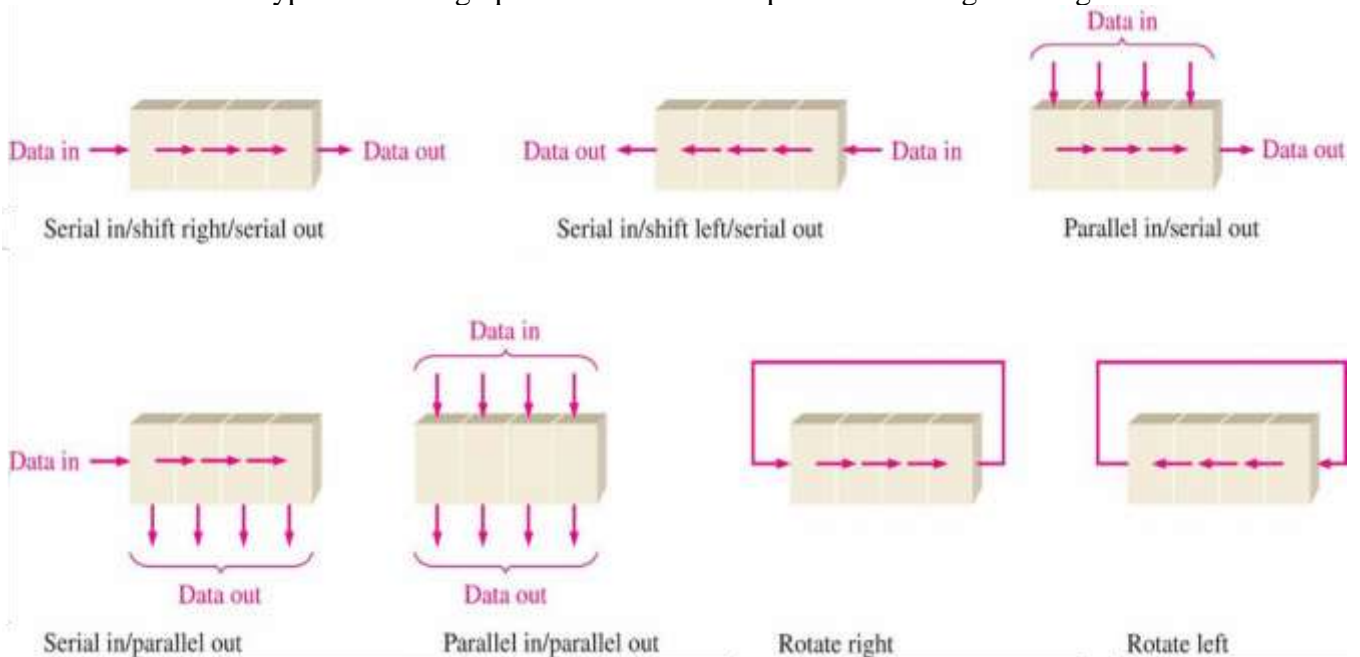 Data in
Data in
Data out
Data out
Data in
Data out
Serial in/shift right/serial out
Serial in/shift left/serial out
Parallel in/serial out
Data in
Data in
Data out
Data out
Serial in/parallel out
Parallel in/parallel out
Rotate right
Rotate left